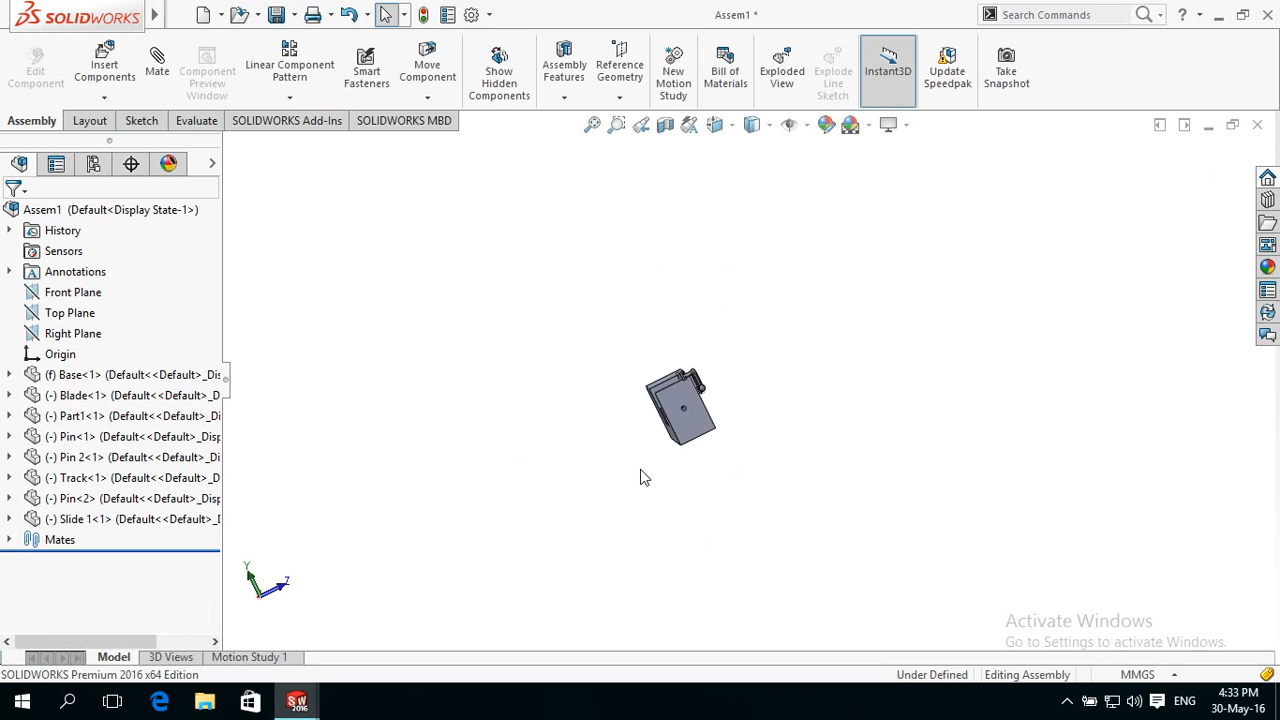 SOLIDWORKS
Assem1 *
Search Commands
Edit Component
Insert Components
Mate
Component Preview Window
Linear Component Pattern
Smart Fasteners
Move Component
Show Hidden Components
Assembly Features
Reference Geometry
New Motion Study
Bill of Materials
Exploded View
Explode Line Sketch
Instant3D
Update Speedpak
Take Snapshot
Assembly
Layout
Sketch
Evaluate
SOLIDWORKS Add-Ins
SOLIDWORKS MBD
Assem1 (Default<Display State-1>)
History
Sensors
Annotations
Front Plane
Top Plane
Right Plane
Origin
(f) Base<1> (Default<<Default>_Dis
(-) Blade<1> (Default<<Default>_D
(-) Part1<1> (Default<<Default>_D
(-) Pin<1> (Default<<Default>_Disp
(-) Pin 2<1> (Default<<Default>_Di
(-) Track<1> (Default<<Default>_D
(-) Pin<2> (Default<<Default>_Disp
(-) Slide 1<1> (Default<<Default>_D
Mates
Y
Z
Activate Windows
Go to Settings to activate Windows.
Model
3D Views
Motion Study 1
SOLIDWORKS Premium 2016 x64 Edition
Under Defined
Editing Assembly
MMGS
SW
2016
ENG
4:33 PM
30-May-16